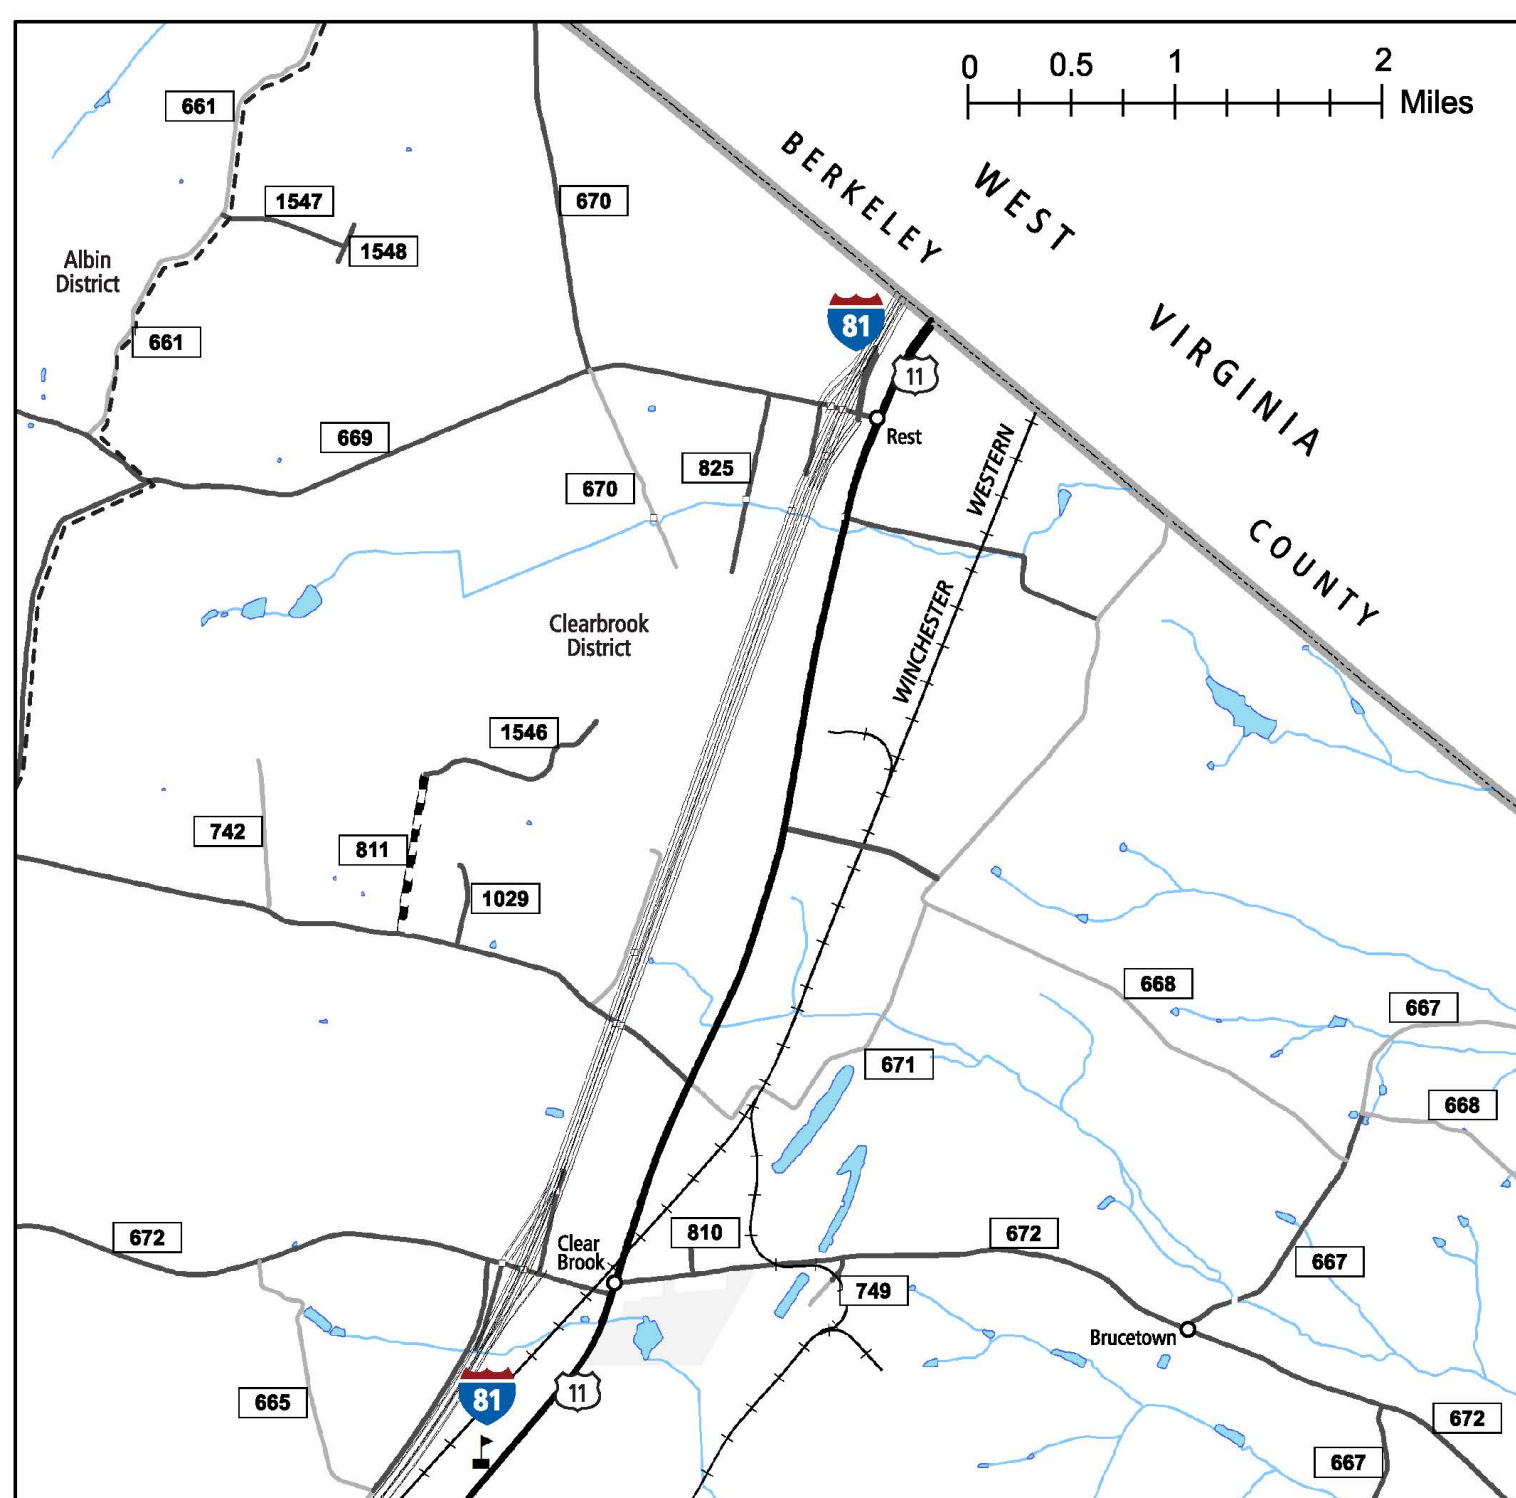 0 0.5 1 2
Miles
661
BERKELEY
WEST
1547
670
1548
Albin
District
81
VIRGINIA
661
11
669
Rest
825
WESTERN
670
COUNTY
Clearbrook
District
WINCHESTER
1546
742
811
1029
668
667
671
668
672
Clear
Brook
810
672
667
749
Brucetown
81
11
665
672
667